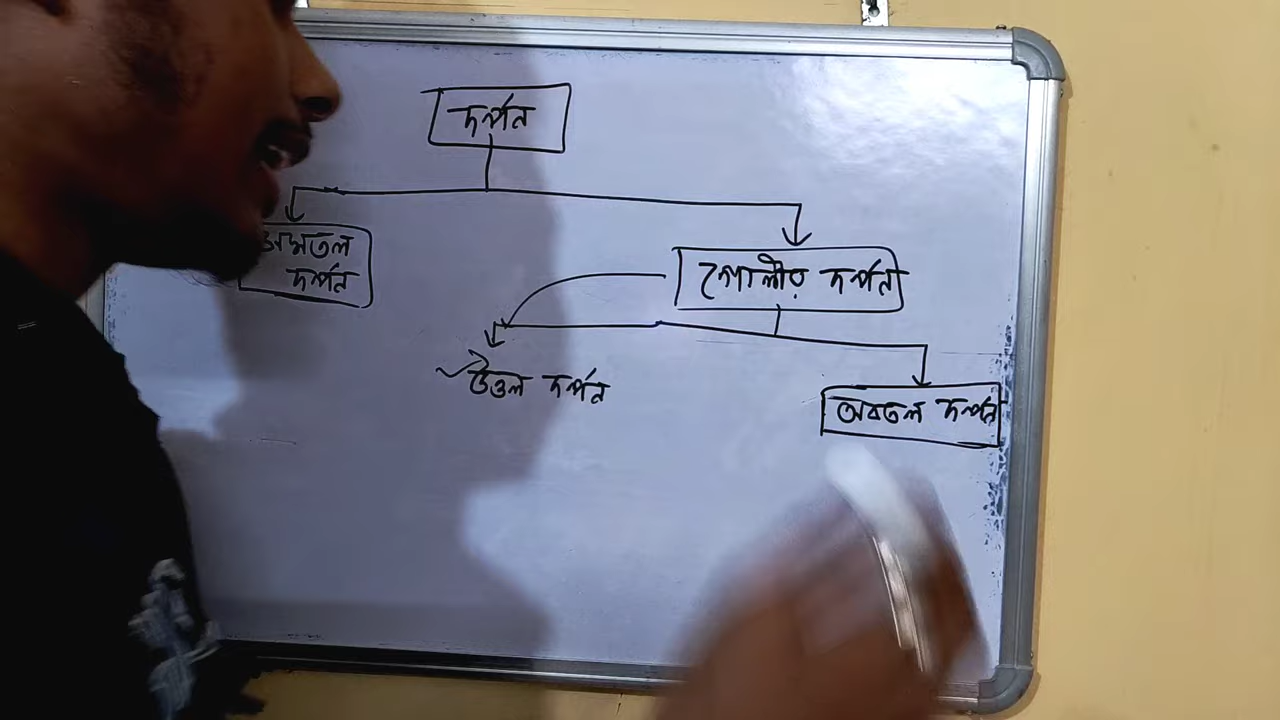 দর্পন
সমতল
দর্পন
গোলীয় দর্পন
উত্তল দর্পন
অবতল দর্পন